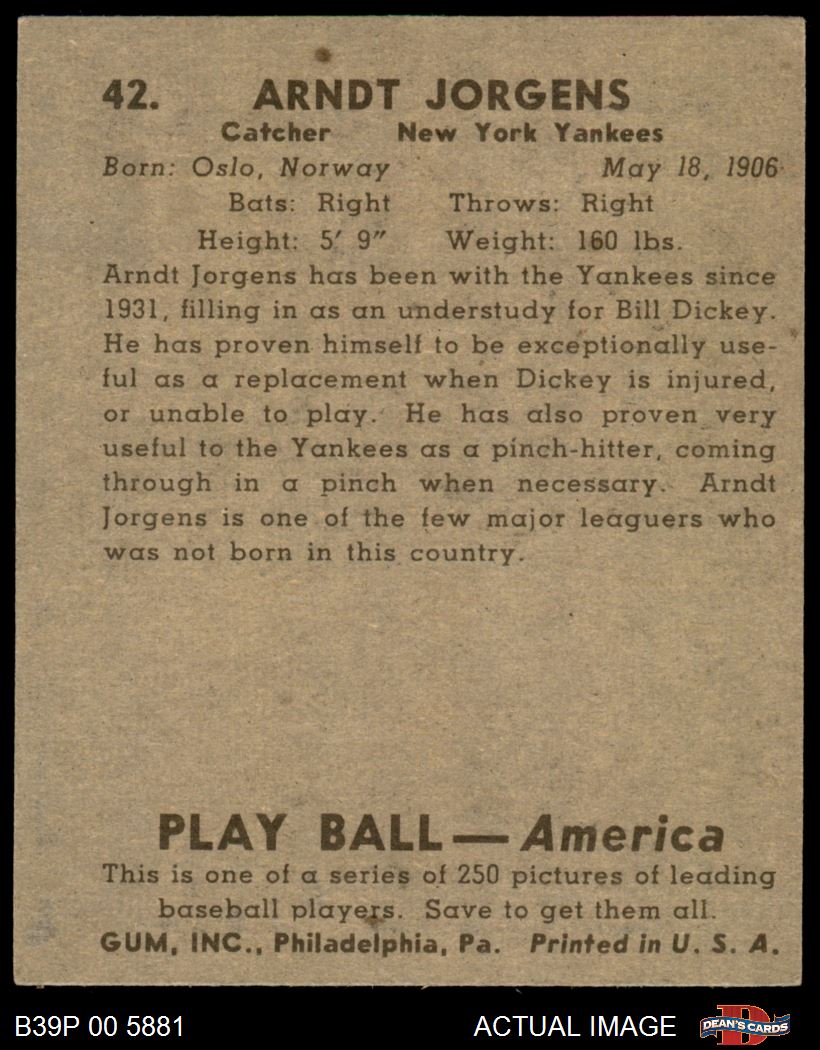 42. ARNDT JORGENS
Catcher New York Yankees
Born: Oslo, Norway May 18, 1906
Bats: Right Throws: Right
Height: 5′ 9″ Weight: 160 lbs.
Arndt Jorgens has been with the Yankees since
1931, filling in as an understudy for Bill Dickey.
He has proven himself to be exceptionally use-
ful as a replacement when Dickey is injured,
or unable to play. He has also proven very
useful to the Yankees as a pinch-hitter, coming
through in a pinch when necessary. Arndt
Jorgens is one of the few major leaguers who
was not born in this country.
PLAY BALL — America
This is one of a series of 250 pictures of leading
baseball players. Save to get them all.
GUM, INC., Philadelphia, Pa. Printed in U. S. A.
B39P 00 5881 ACTUAL IMAGE D DEAN'S CARDS